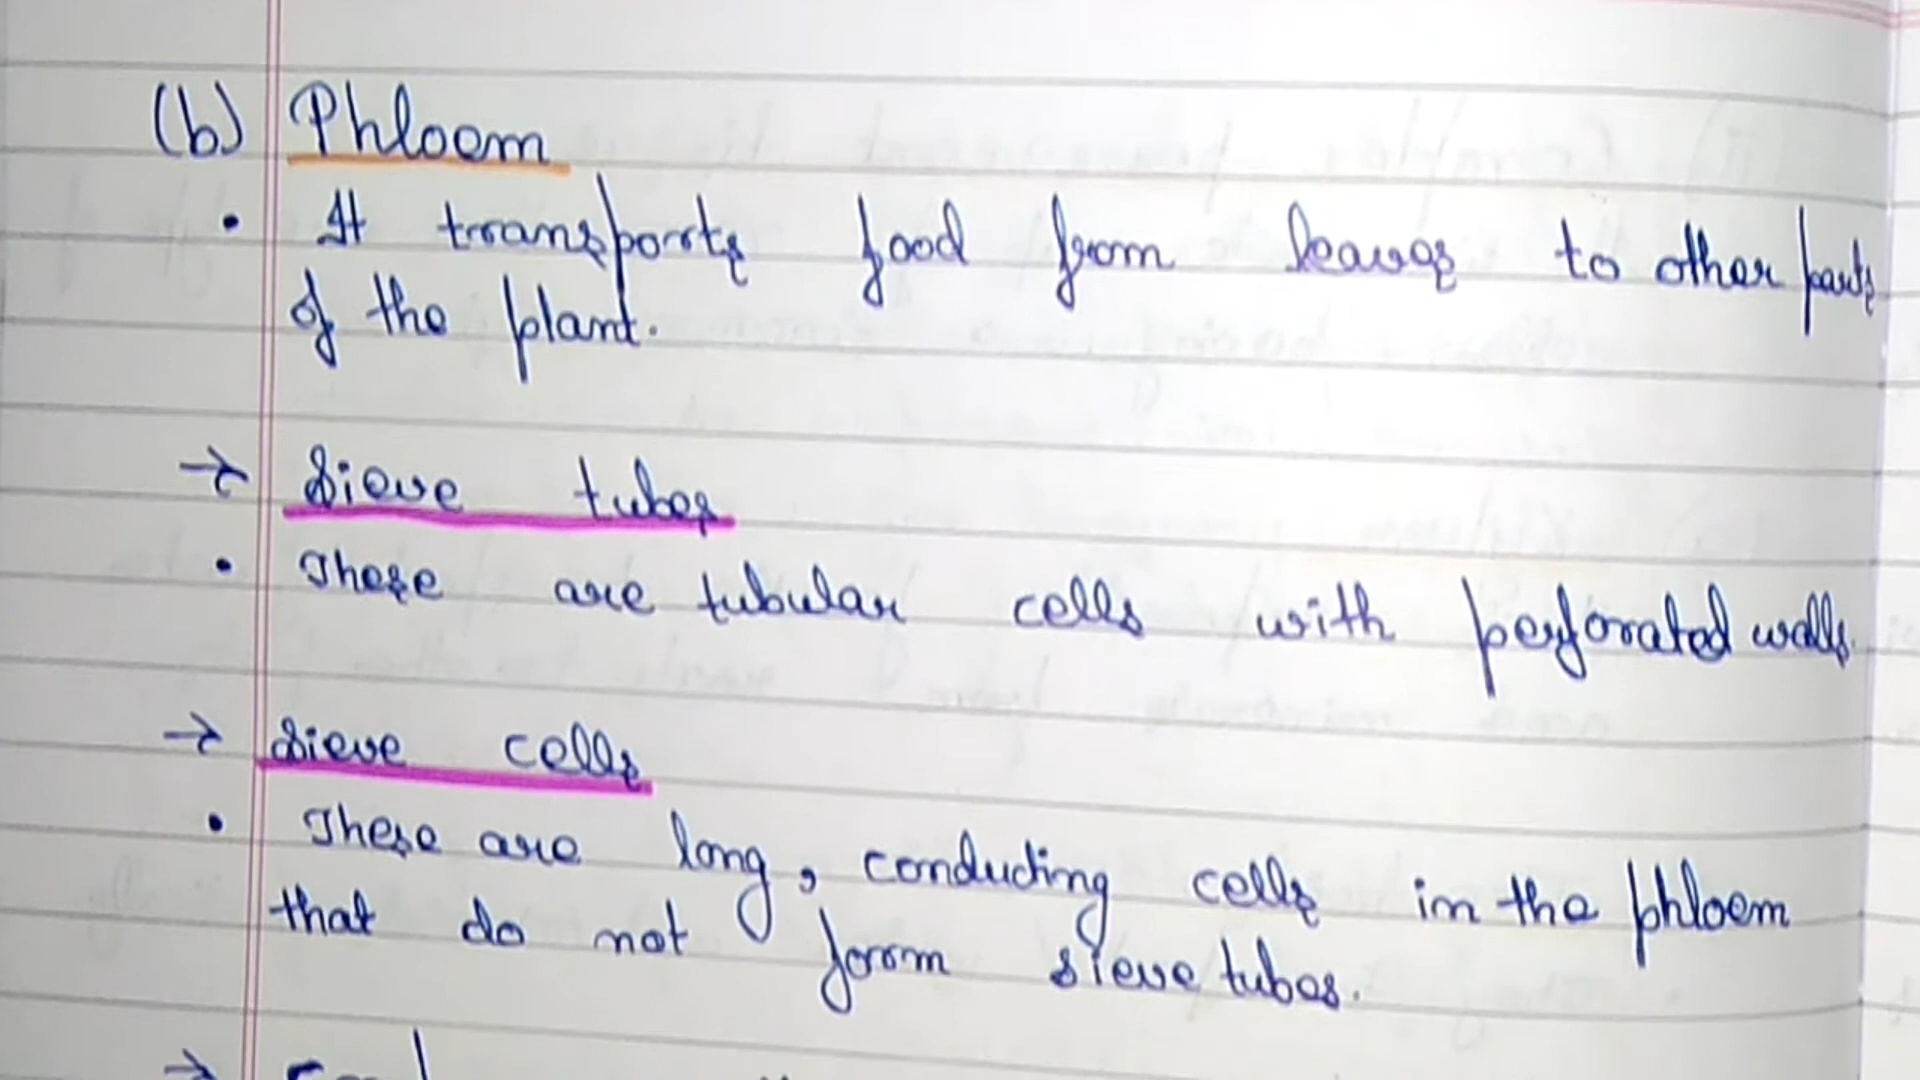 (b) Phloem
• It transports food from leaves to other parts
of the plant.
→ Sieve tubes
• These are tubular cells with perforated walls.
→ Sieve cells
• These are long, conducting cells in the phloem
that do not form sieve tubes.
→